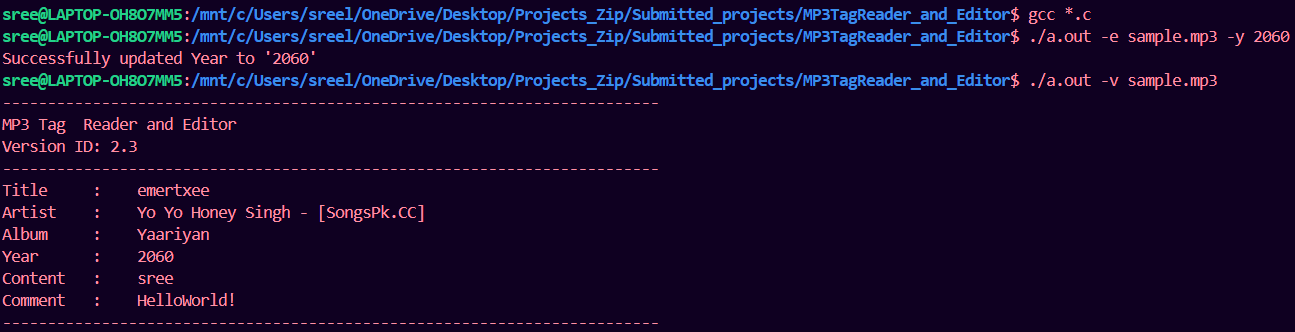 sree@LAPTOP-OH8O7MM5:/mnt/c/Users/sreel/OneDrive/Desktop/Projects_Zip/Submitted_projects/MP3TagReader_and_Editor$ gcc *.c
sree@LAPTOP-OH8O7MM5:/mnt/c/Users/sreel/OneDrive/Desktop/Projects_Zip/Submitted_projects/MP3TagReader_and_Editor$ ./a.out -e sample.mp3 -y 2060
Successfully updated Year to '2060'
sree@LAPTOP-OH8O7MM5:/mnt/c/Users/sreel/OneDrive/Desktop/Projects_Zip/Submitted_projects/MP3TagReader_and_Editor$ ./a.out -v sample.mp3
-------------------------------------------------------------------------
MP3 Tag  Reader and Editor
Version ID: 2.3
-------------------------------------------------------------------------
Title     :    emertxee
Artist    :    Yo Yo Honey Singh - [SongsPk.CC]
Album     :    Yaariyan
Year      :    2060
Content   :    sree
Comment   :    HelloWorld!
-------------------------------------------------------------------------